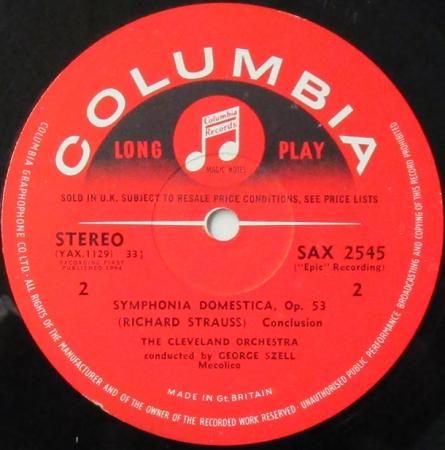 COLUMBIA
Columbia
Records
LONG PLAY
MAGIC NOTES
SOLD IN U.K. SUBJECT TO RESALE PRICE CONDITIONS, SEE PRICE LISTS
STEREO
(YAX.1129) 33⅓
RECORDING FIRST
PUBLISHED 1964
SAX 2545
("Epic" Recording)
2 2
SYMPHONIA DOMESTICA, Op. 53
(RICHARD STRAUSS) Conclusion
THE CLEVELAND ORCHESTRA
conducted by GEORGE SZELL
Mecolico
MADE IN Gt. BRITAIN
COLUMBIA GRAPHOPHONE CO LTD. ALL RIGHTS OF THE MANUFACTURER AND OF THE OWNER OF THE RECORDED WORK RESERVED. UNAUTHORISED PUBLIC PERFORMANCE BROADCASTING AND COPYING OF THIS RECORD PROHIBITED